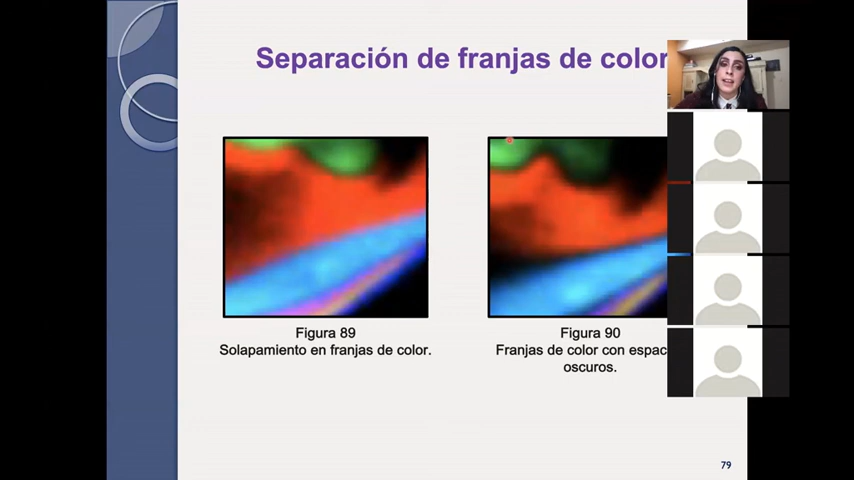 Separación de franjas de color
Figura 89
Solapamiento en franjas de color.
Figura 90
Franjas de color con espac
oscuros.
79